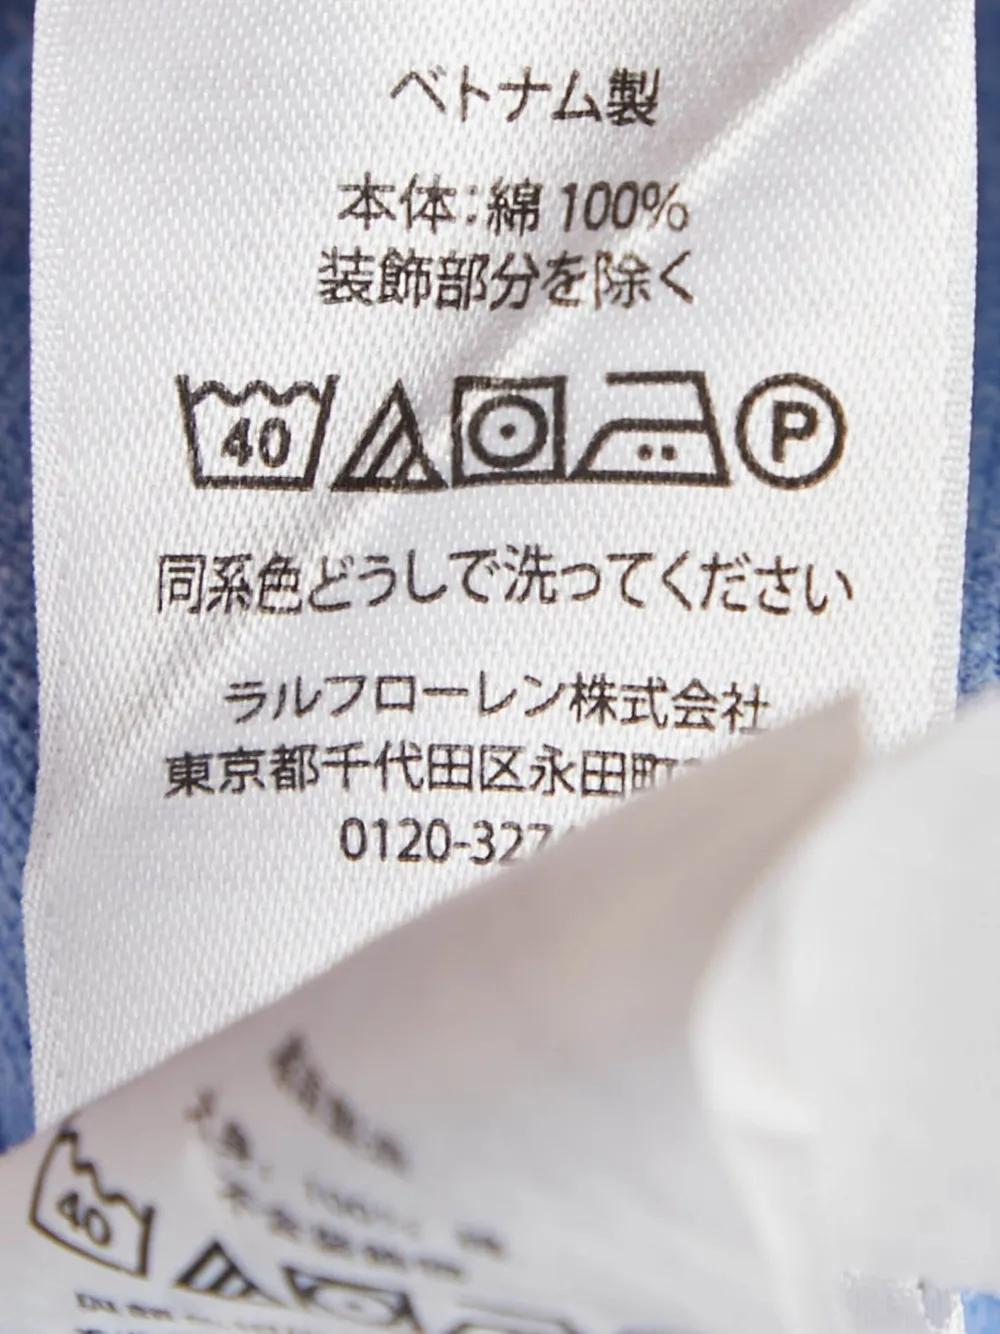 ベトナム製
本体:綿 100%
装飾部分を除く
40
P
同系色どうしで洗ってください
ラルフローレン株式会社
東京都千代田区永田町
0120-327
40